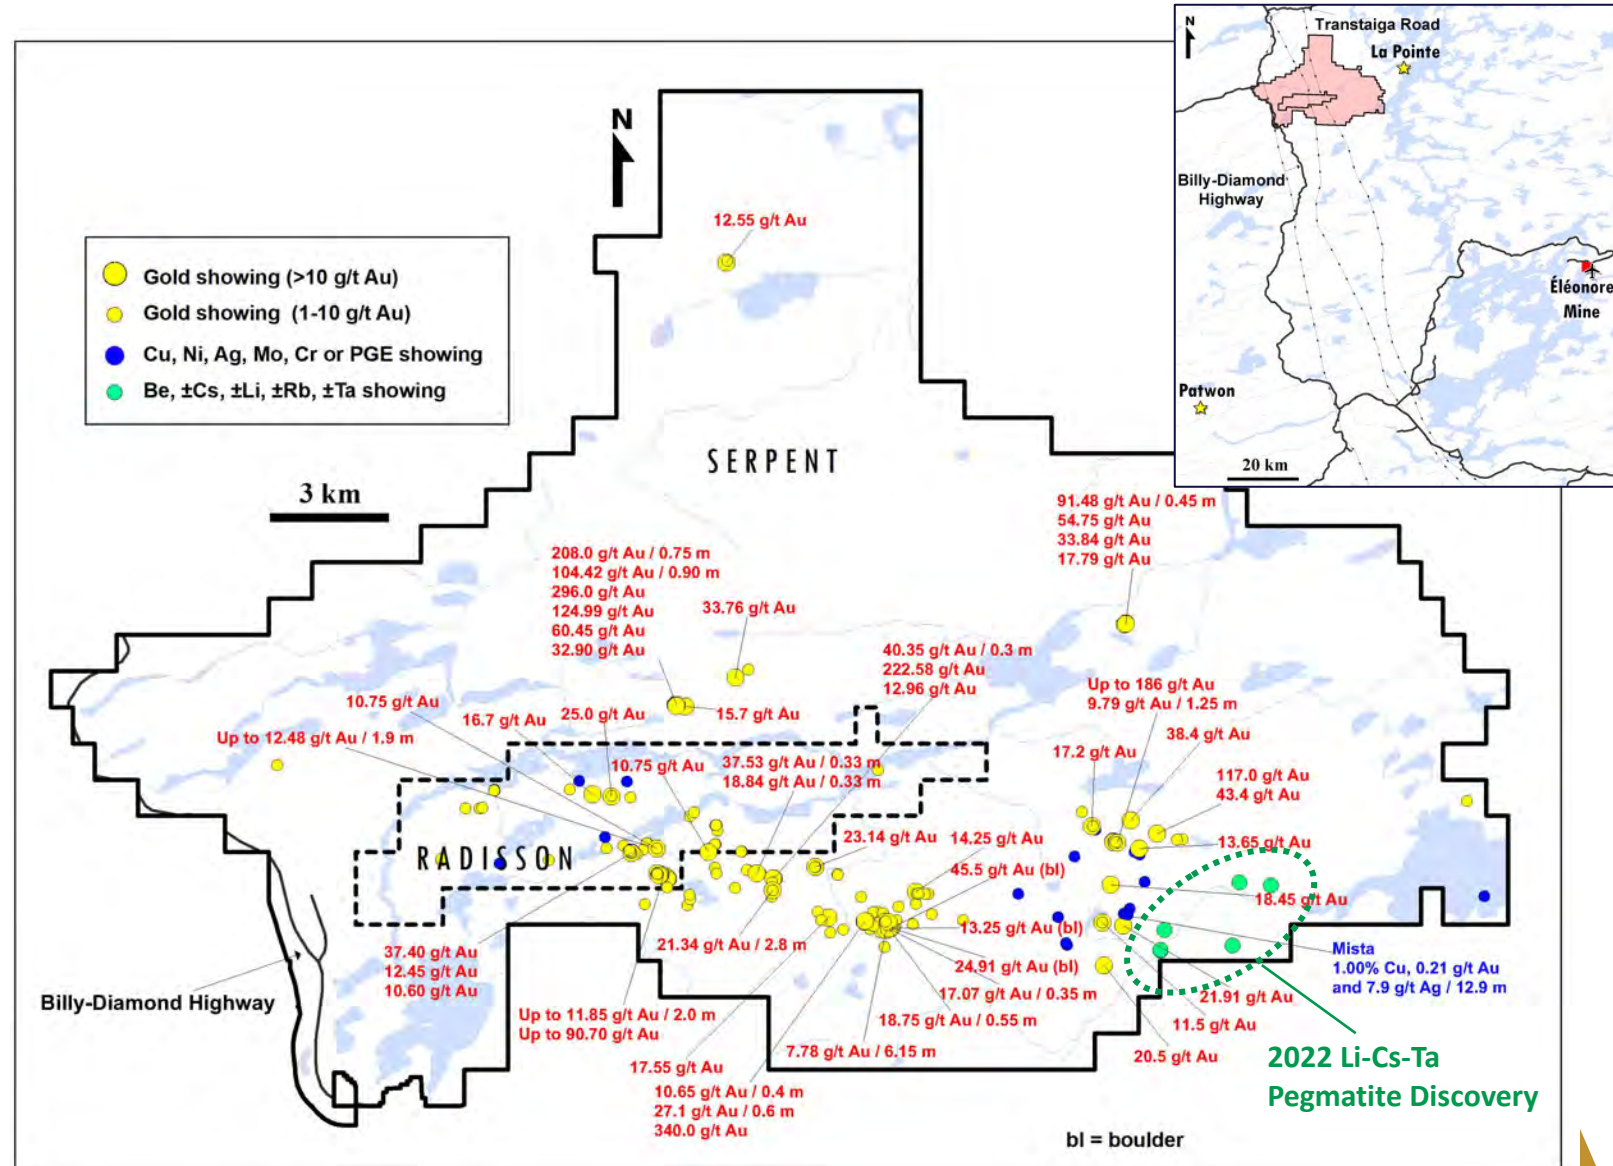 N
Transtaiga Road
La Pointe
Billy-Diamond
Highway
Éléonore
Mine
Patwon
20 km
N
12.55 g/t Au
Gold showing (>10 g/t Au)
Gold showing (1-10 g/t Au)
Cu, Ni, Ag, Mo, Cr or PGE showing
Be, ±Cs, ±Li, ±Rb, ±Ta showing
SERPENT
3 km
91.48 g/t Au / 0.45 m
54.75 g/t Au
33.84 g/t Au
17.79 g/t Au
208.0 g/t Au / 0.75 m
104.42 g/t Au / 0.90 m
296.0 g/t Au
124.99 g/t Au
60.45 g/t Au
32.90 g/t Au
33.76 g/t Au
40.35 g/t Au / 0.3 m
222.58 g/t Au
12.96 g/t Au
Up to 186 g/t Au
9.79 g/t Au / 1.25 m
10.75 g/t Au
16.7 g/t Au
25.0 g/t Au
15.7 g/t Au
Up to 12.48 g/t Au / 1.9 m
38.4 g/t Au
17.2 g/t Au
10.75 g/t Au
37.53 g/t Au / 0.33 m
18.84 g/t Au / 0.33 m
117.0 g/t Au
43.4 g/t Au
23.14 g/t Au
14.25 g/t Au
13.65 g/t Au
RADISSON
45.5 g/t Au (bl)
18.45 g/t Au
13.25 g/t Au (bl)
37.40 g/t Au
12.45 g/t Au
10.60 g/t Au
21.34 g/t Au / 2.8 m
24.91 g/t Au (bl)
Mista
1.00% Cu, 0.21 g/t Au
and 7.9 g/t Ag / 12.9 m
17.07 g/t Au / 0.35 m
21.91 g/t Au
Billy-Diamond Highway
Up to 11.85 g/t Au / 2.0 m
Up to 90.70 g/t Au
18.75 g/t Au / 0.55 m
11.5 g/t Au
7.78 g/t Au / 6.15 m
20.5 g/t Au
17.55 g/t Au
10.65 g/t Au / 0.4 m
27.1 g/t Au / 0.6 m
340.0 g/t Au
2022 Li-Cs-Ta
Pegmatite Discovery
bl = boulder